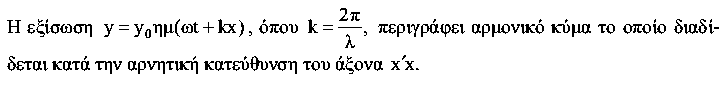 Η εξίσωση y = y₀ημ(ωt + kx), όπου k = 2π/λ, περιγράφει αρμονικό κύμα το οποίο διαδί-
δεται κατά την αρνητική κατεύθυνση του άξονα x΄x.